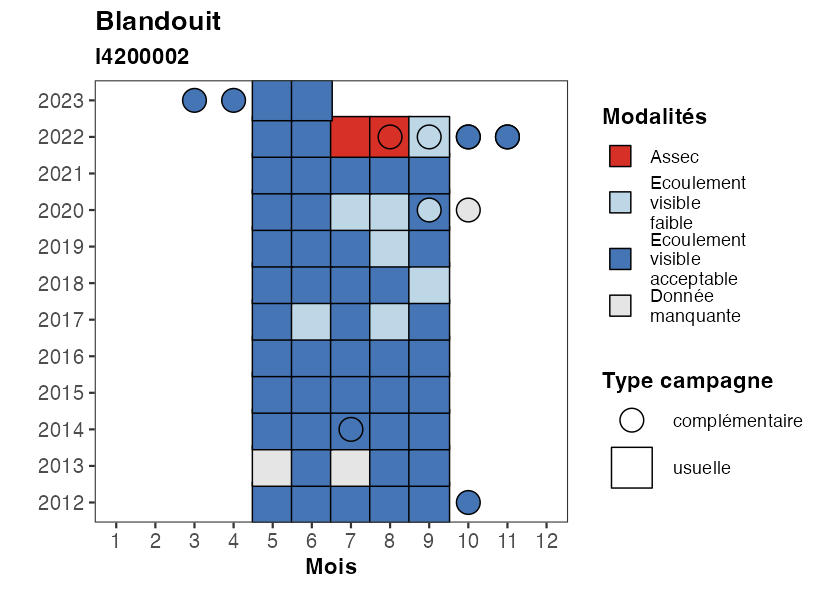 Blandouit
I4200002
2023
2022
2021
2020
2019
2018
2017
2016
2015
2014
2013
2012
1 2 3 4 5 6 7 8 9 10 11 12
Mois
Modalités
Assec
Ecoulement
visible
faible
Ecoulement
visible
acceptable
Donnée
manquante
Type campagne
complémentaire
usuelle